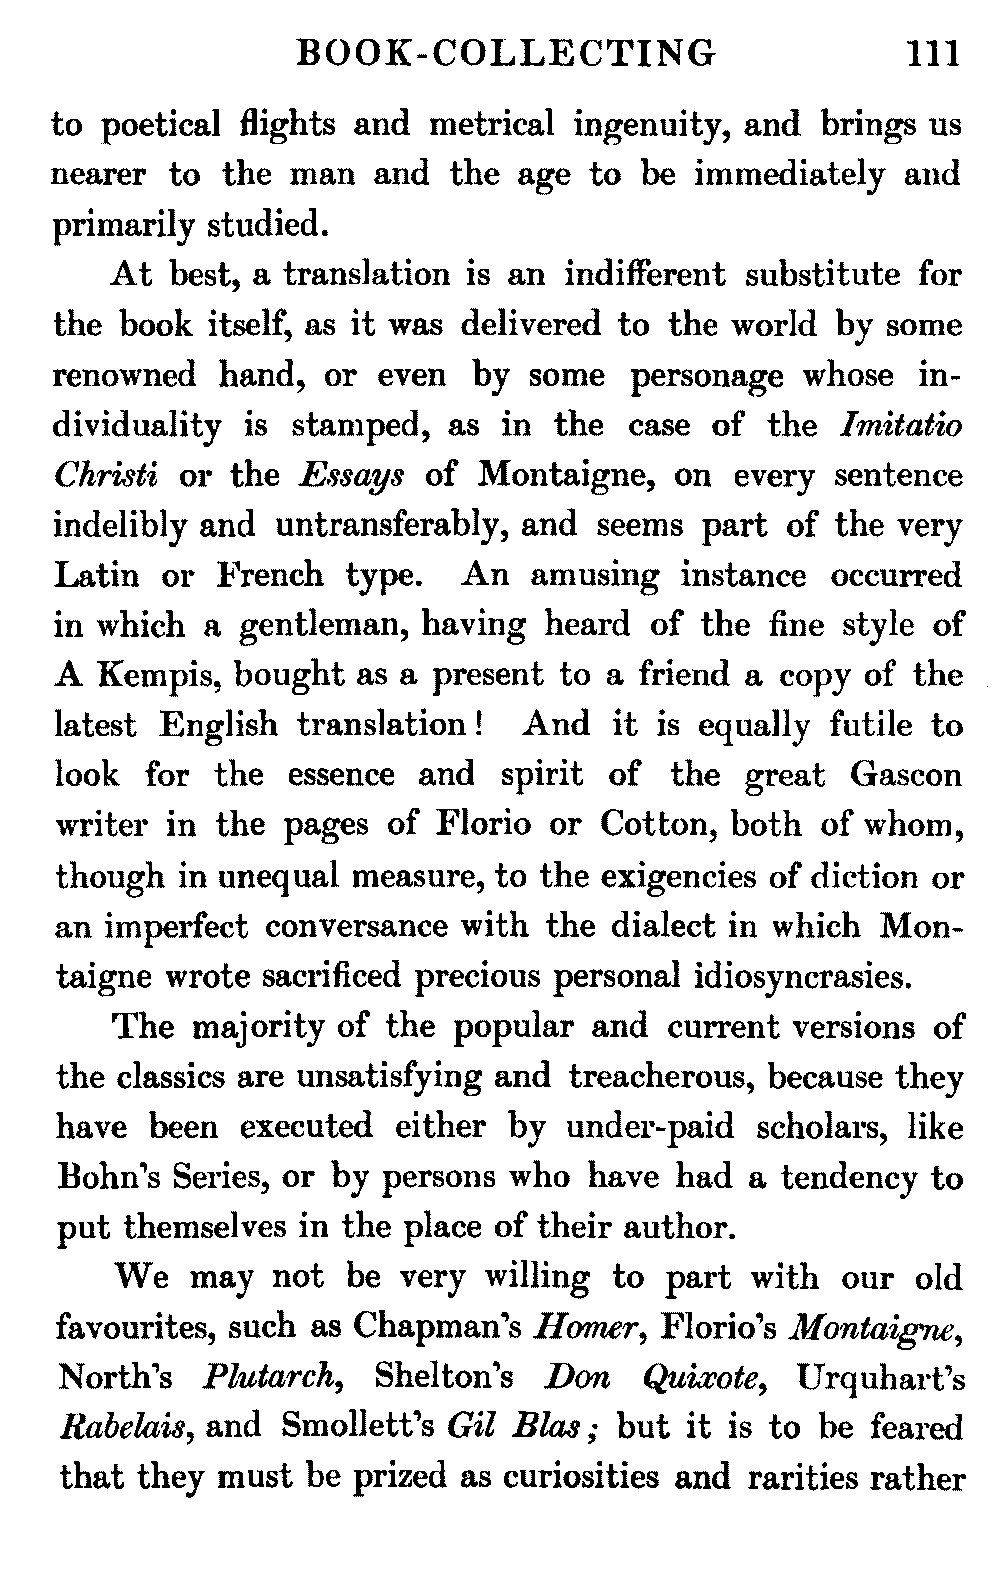 BOOK-COLLECTING 111
to poetical flights and metrical ingenuity, and brings us
nearer to the man and the age to be immediately and
primarily studied.
At best, a translation is an indifferent substitute for
the book itself, as it was delivered to the world by some
renowned hand, or even by some personage whose in-
dividuality is stamped, as in the case of the Imitatio
Christi or the Essays of Montaigne, on every sentence
indelibly and untransferably, and seems part of the very
Latin or French type. An amusing instance occurred
in which a gentleman, having heard of the fine style of
A Kempis, bought as a present to a friend a copy of the
latest English translation! And it is equally futile to
look for the essence and spirit of the great Gascon
writer in the pages of Florio or Cotton, both of whom,
though in unequal measure, to the exigencies of diction or
an imperfect conversance with the dialect in which Mon-
taigne wrote sacrificed precious personal idiosyncrasies.
The majority of the popular and current versions of
the classics are unsatisfying and treacherous, because they
have been executed either by under-paid scholars, like
Bohn's Series, or by persons who have had a tendency to
put themselves in the place of their author.
We may not be very willing to part with our old
favourites, such as Chapman's Homer, Florio's Montaigne,
North's Plutarch, Shelton's Don Quixote, Urquhart's
Rabelais, and Smollett's Gil Blas; but it is to be feared
that they must be prized as curiosities and rarities rather